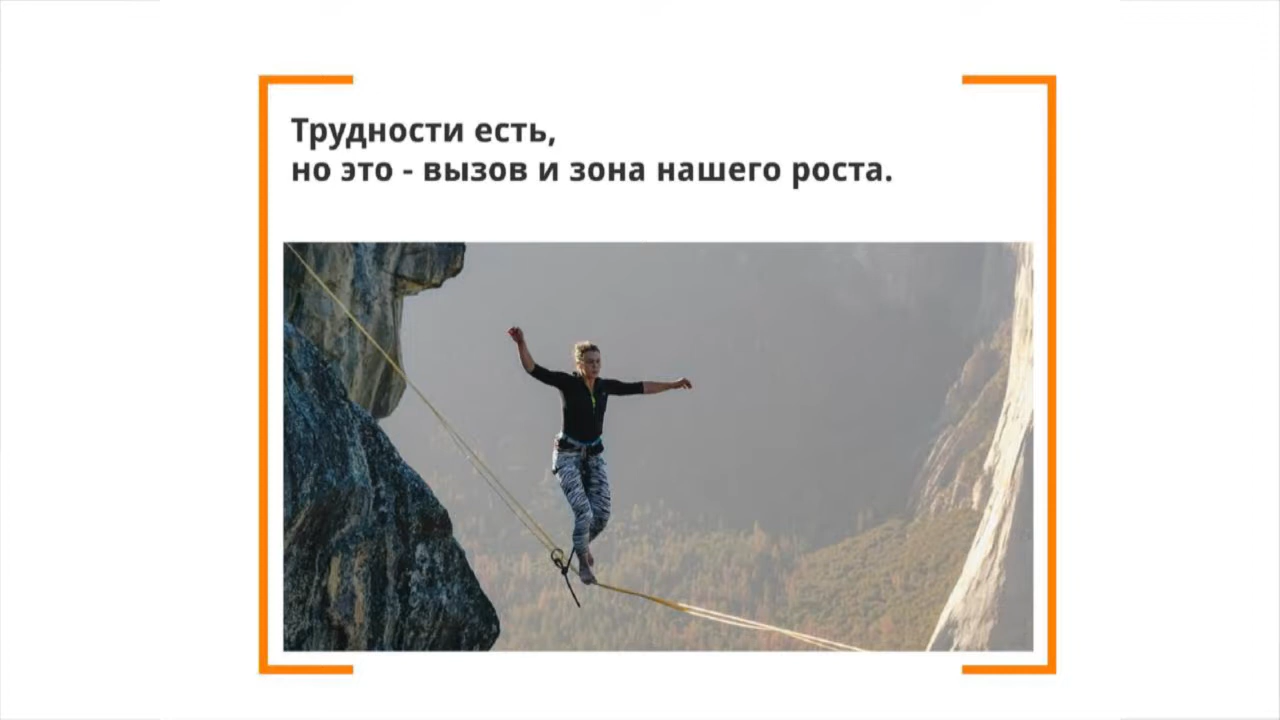 Трудности есть,
но это - вызов и зона нашего роста.